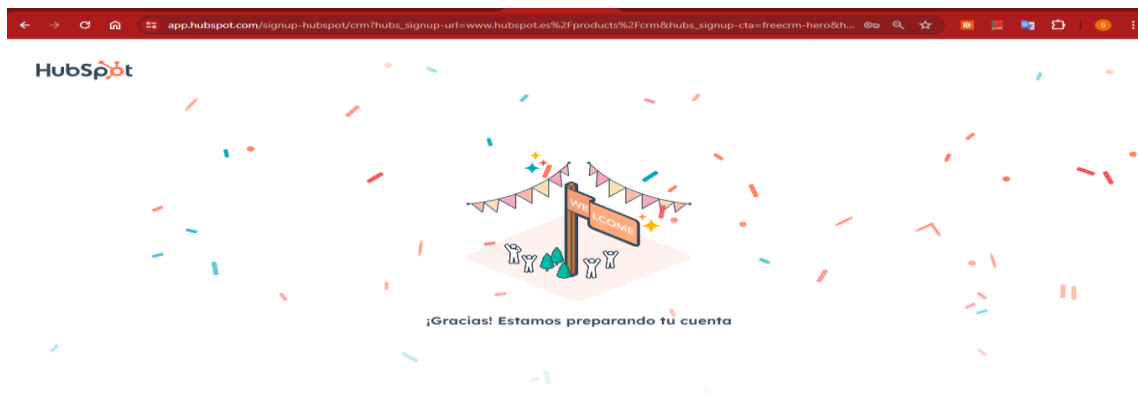 app.hubspot.com/signup-hubspot/crm?hubs_signup-url=www.hubspot.es%2Fproducts%2Fcrm&hubs_signup-cta=freecrm-hero&h...
S
HubSpot
WELCOME
¡Gracias! Estamos preparando tu cuenta